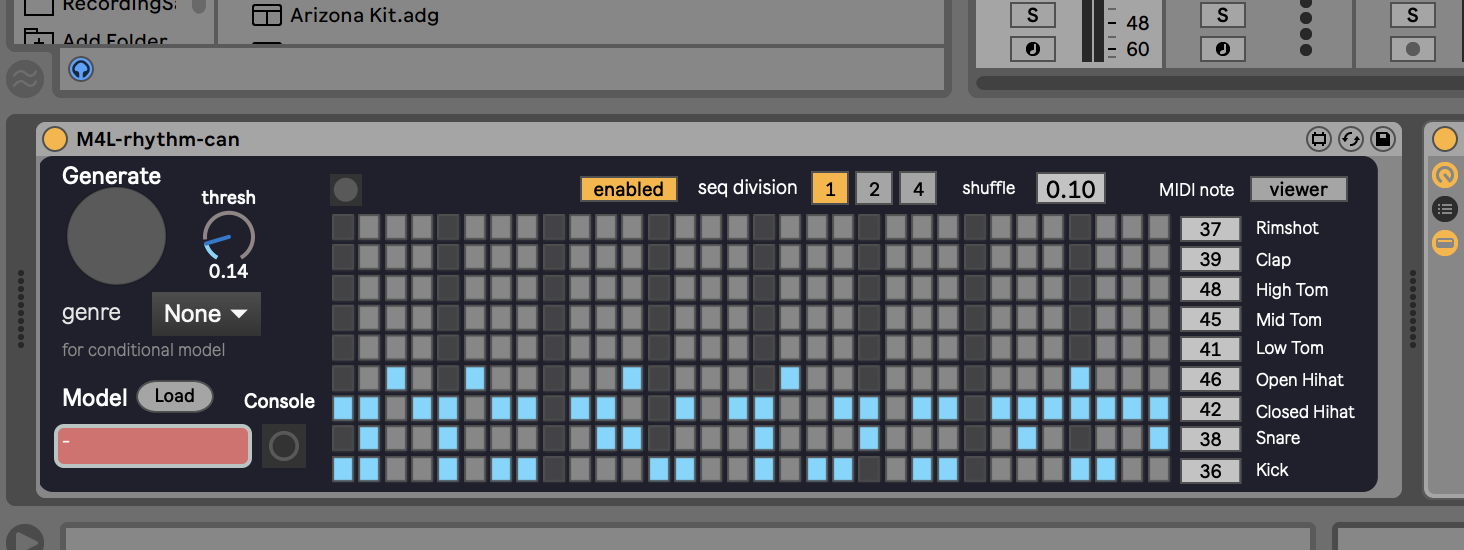 RecordingSa
Arizona Kit.adg
Add Folder
S
48
60
S
S
M4L-rhythm-can
Generate
thresh
0.14
genre
None
for conditional model
Model
Load
Console
-
enabled
seq division
1
2
4
shuffle
0.10
MIDI note
viewer
37 Rimshot
39 Clap
48 High Tom
45 Mid Tom
41 Low Tom
46 Open Hihat
42 Closed Hihat
38 Snare
36 Kick